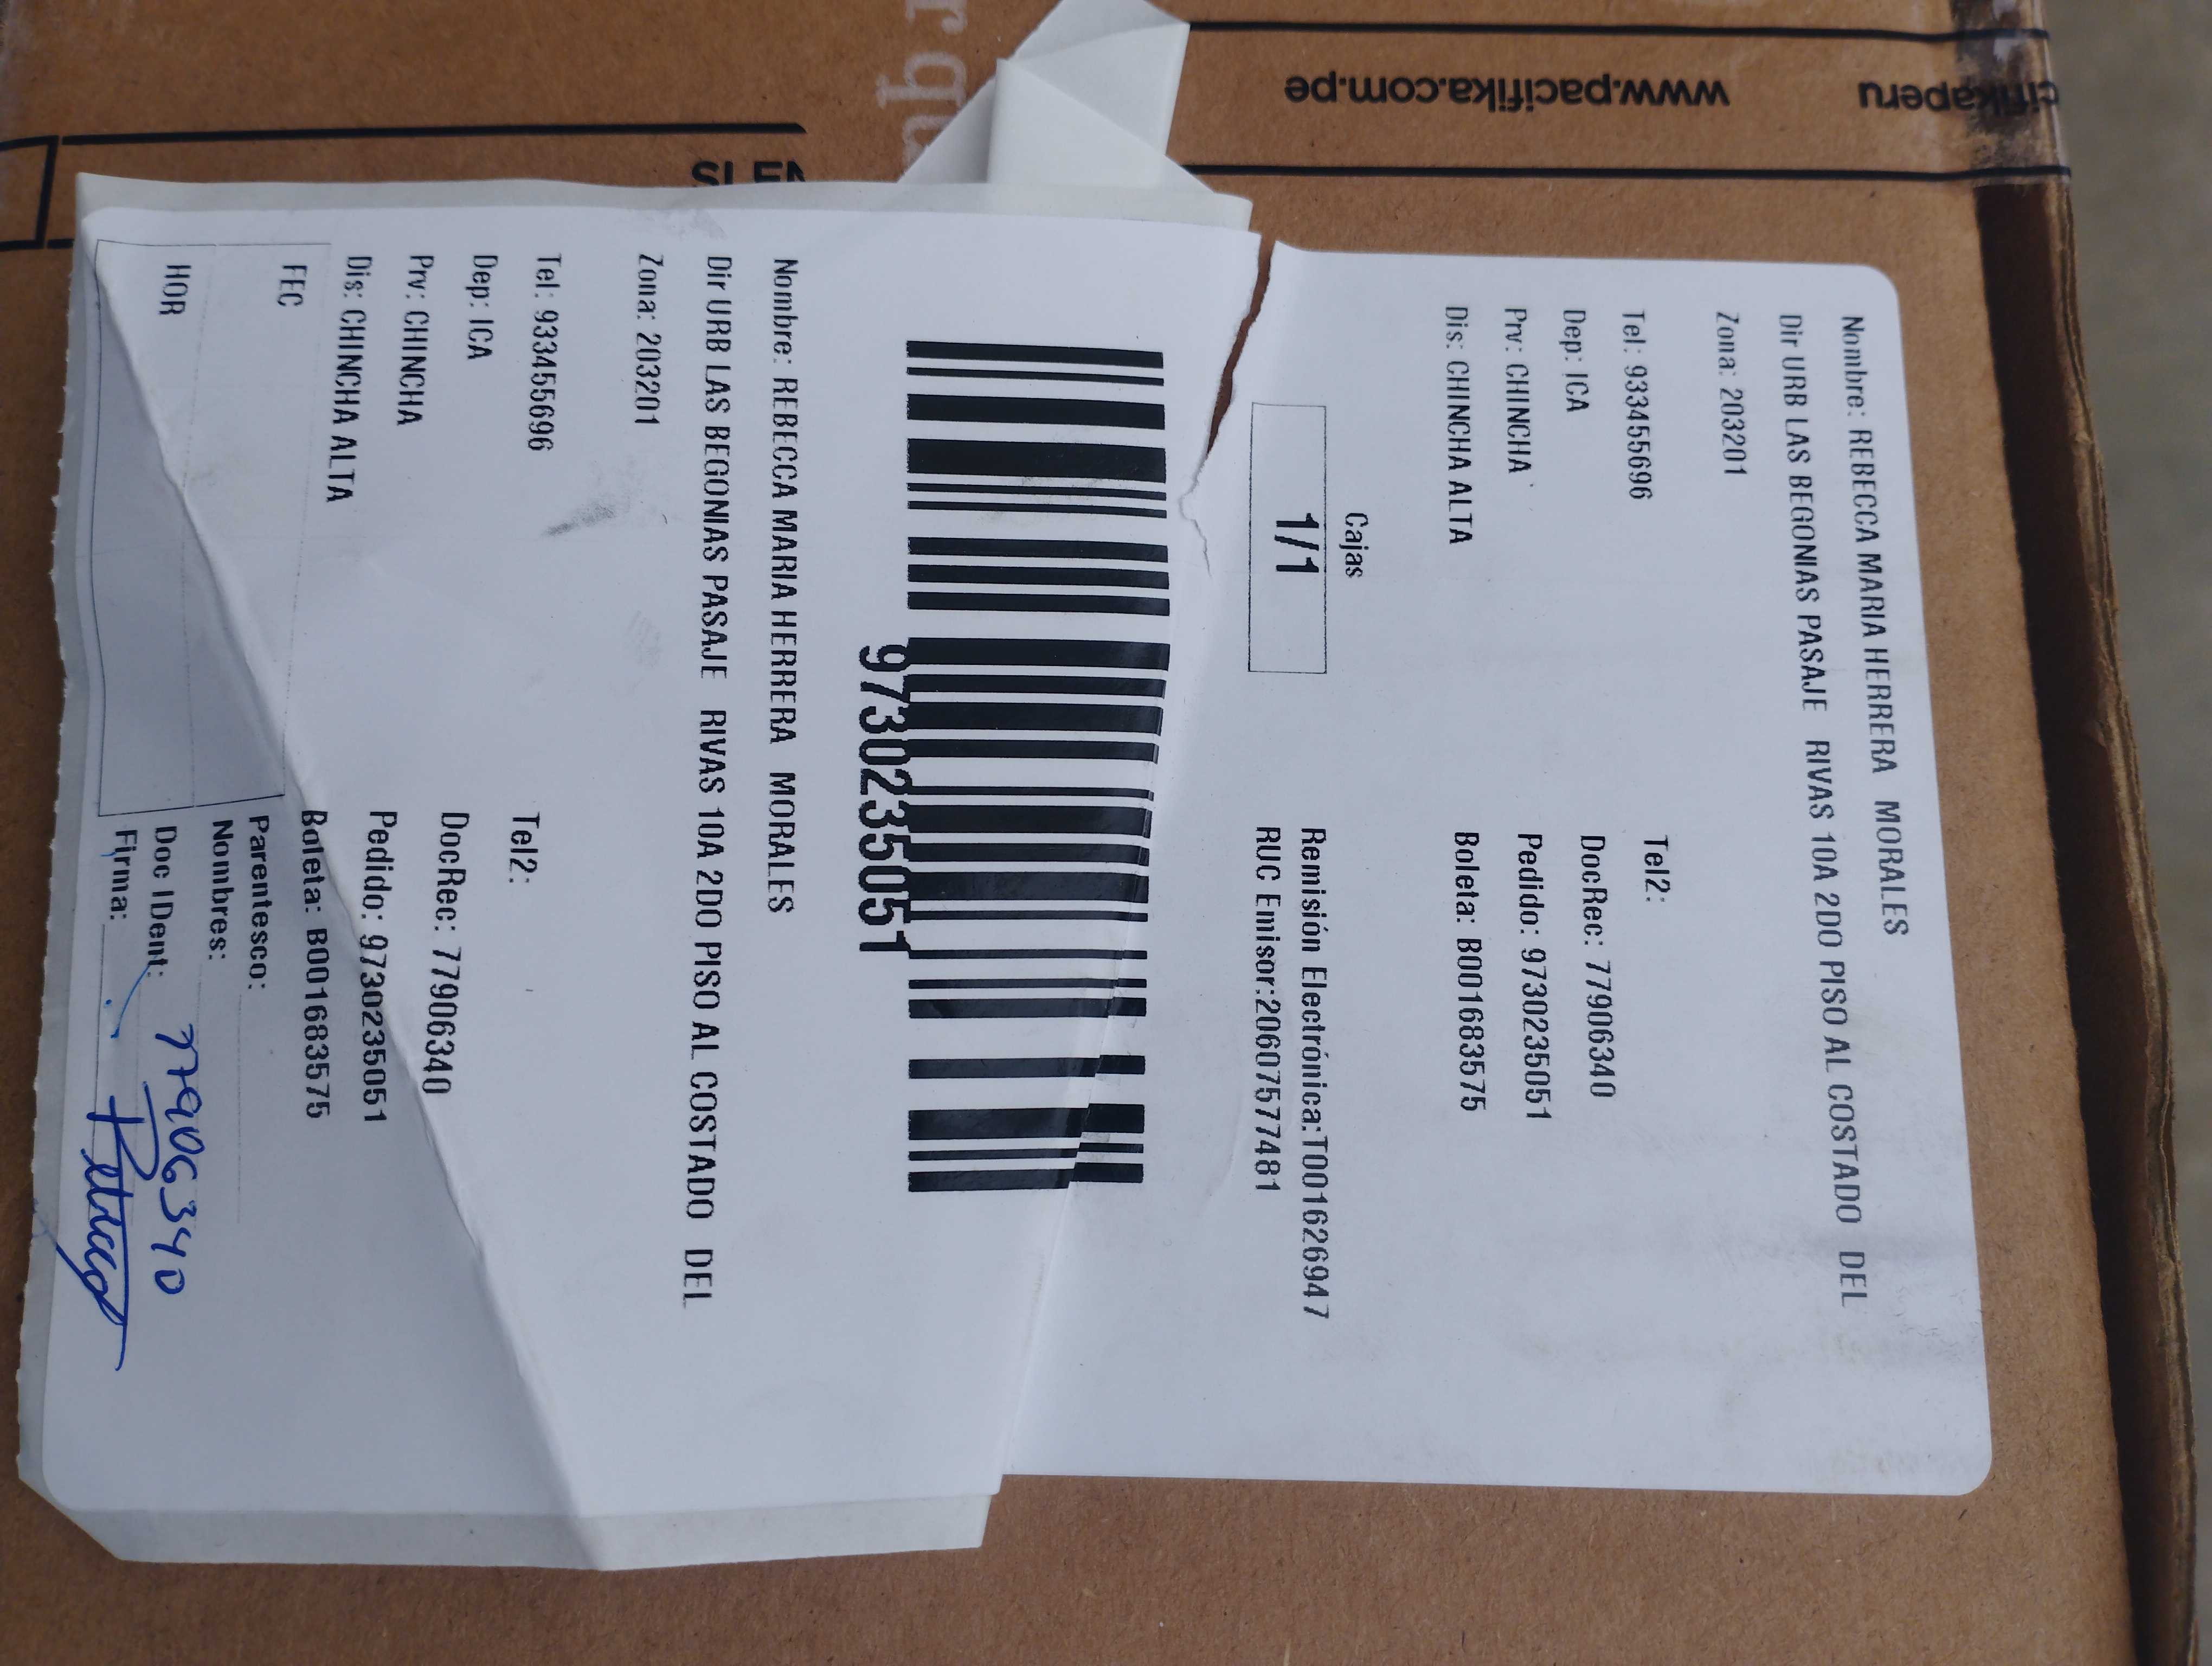 cifikaperu www.pacifika.com.pe
Nombre: REBECCA MARIA HERRERA MORALES
Dir URB LAS BEGONIAS PASAJE RIVAS 10A 2DO PISO AL COSTADO DEL
Zona: 203201
Tel: 933455696 Tel2:
Dep: ICA DocRec: 77906340
Prv: CHINCHA Pedido: 9730235051
Dis: CHINCHA ALTA Boleta: B001683575
Cajas
1/1
Remisión Electrónica:T001626947
RUC Emisor:20607577481
9730235051
Nombre: REBECCA MARIA HERRERA MORALES
Dir URB LAS BEGONIAS PASAJE RIVAS 10A 2DO PISO AL COSTADO DEL
Zona: 203201
Tel: 933455696 Tel2:
Dep: ICA DocRec: 77906340
Prv: CHINCHA Pedido: 9730235051
Dis: CHINCHA ALTA Boleta: B001683575
FEC Parentesco:
Nombres:
HOR Doc IDent: 77906340
Firma: